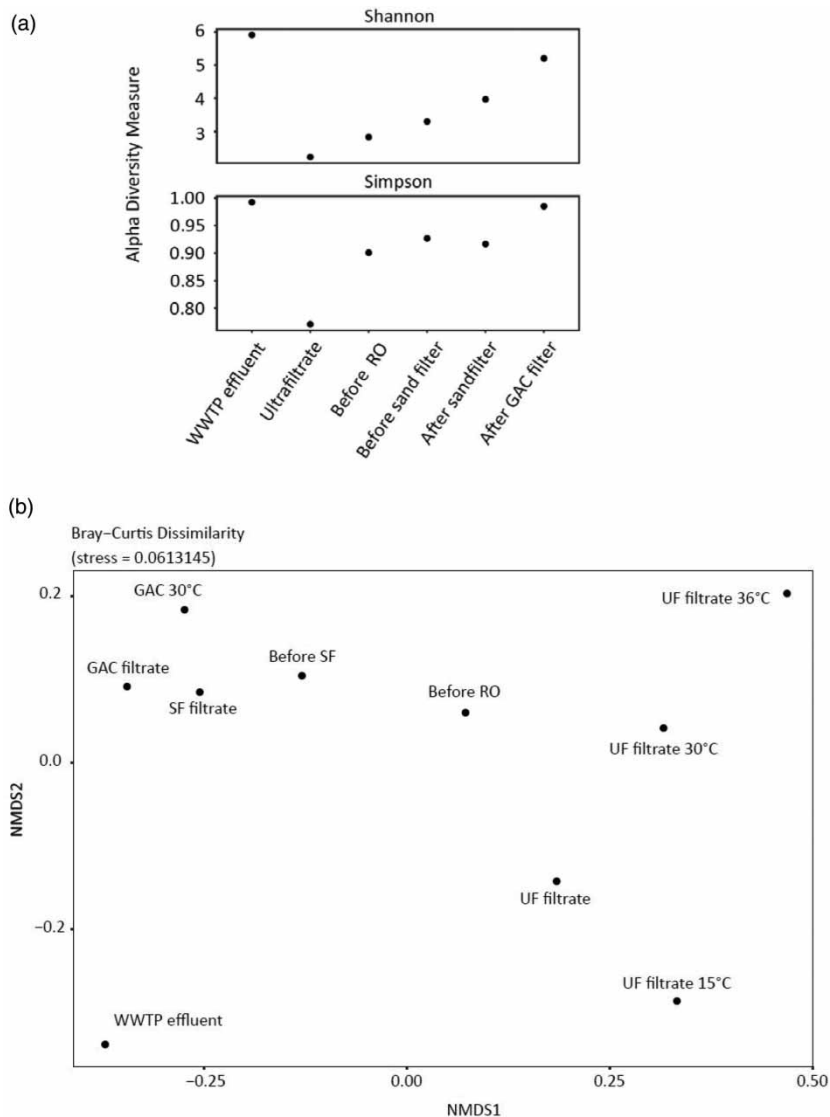 (a)
Shannon
6
5
4
3
Simpson
1.00
0.95
0.90
0.85
0.80
Alpha Diversity Measure
WWTP effluent
Ultrafiltrate
Before RO
Before sand filter
After sandfilter
After GAC filter
(b)
Bray−Curtis Dissimilarity
(stress = 0.0613145)
0.2
0.0
−0.2
NMDS2
GAC 30°C
UF filtrate 36°C
GAC filtrate
Before SF
SF filtrate
Before RO
UF filtrate 30°C
UF filtrate
UF filtrate 15°C
WWTP effluent
−0.25
0.00
0.25
0.50
NMDS1